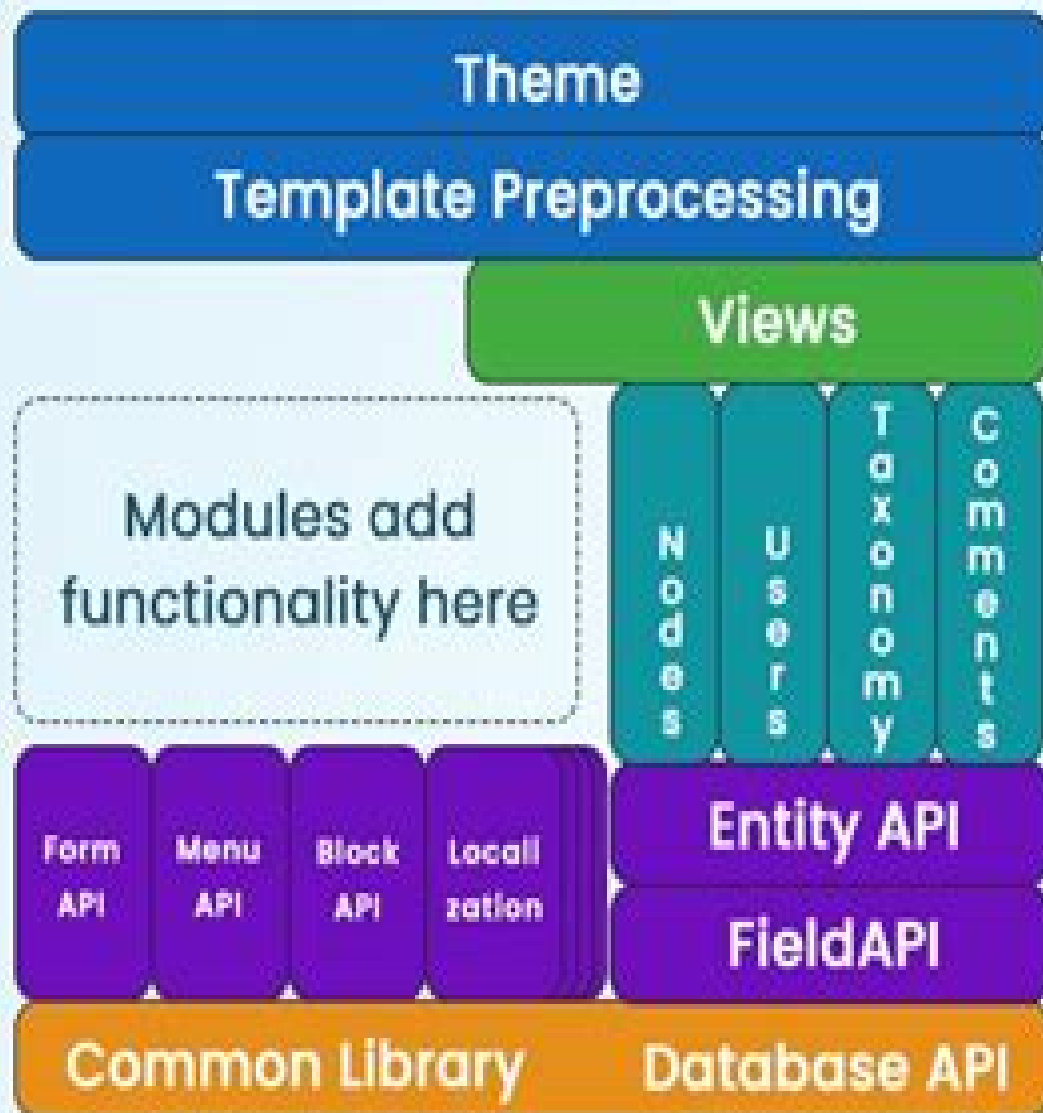 Theme
Template Preprocessing
Views
Modules add
functionality here
Nodes
Users
Taxonomy
Comments
Form
API
Menu
API
Block
API
Locali
zation
Entity API
FieldAPI
Common Library
Database API